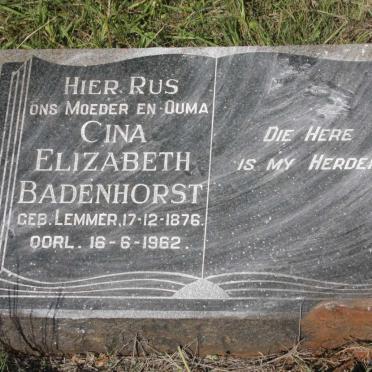 HIER RUS
ONS MOEDER EN OUMA
CINA
ELIZABETH
BADENHORST
GEB. LEMMER, 17-12-1876.
OORL. 16-6-1962.
DIE HERE
IS MY HERDER